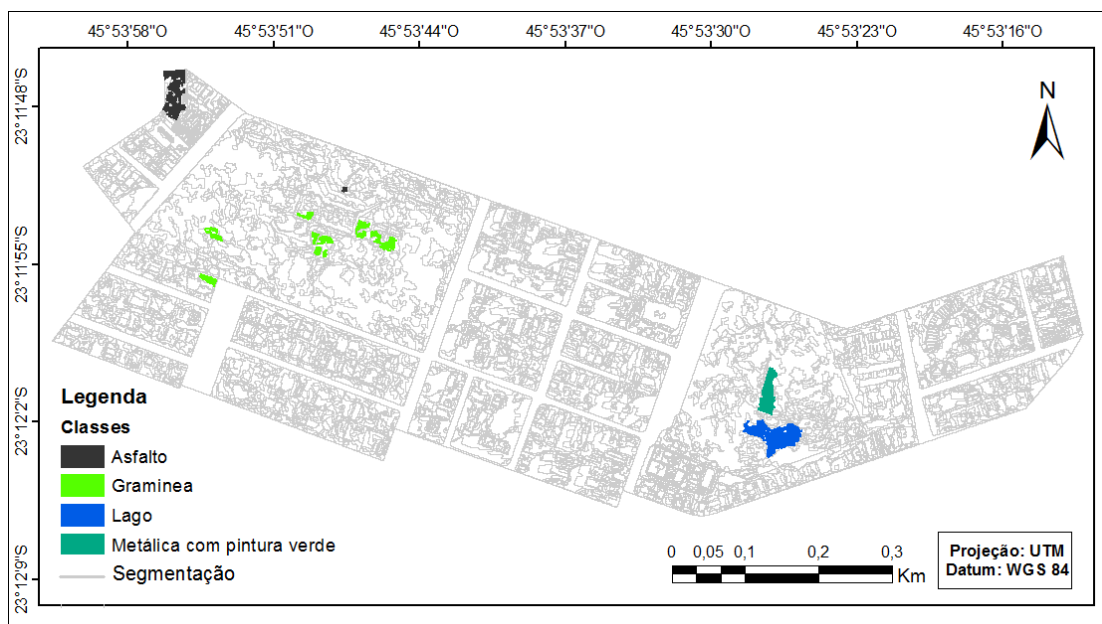 45°53'58"O 45°53'51"O 45°53'44"O 45°53'37"O 45°53'30"O 45°53'23"O 45°53'16"O
23°11'48"S
23°11'55"S
23°12'2"S
23°12'9"S
N
Legenda
Classes
Asfalto
Graminea
Lago
Metálica com pintura verde
Segmentação
0 0,05 0,1 0,2 0,3
Km
Projeção: UTM
Datum: WGS 84